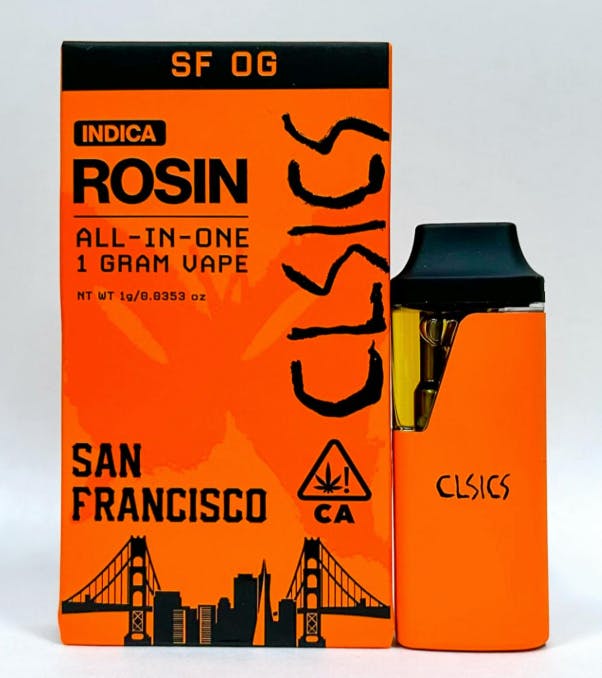 SF OG
INDICA
ROSIN
ALL-IN-ONE
1 GRAM VAPE
NT WT 1g/0.0353 oz
CLSICS
SAN
FRANCISCO
!
CA
CLSICS